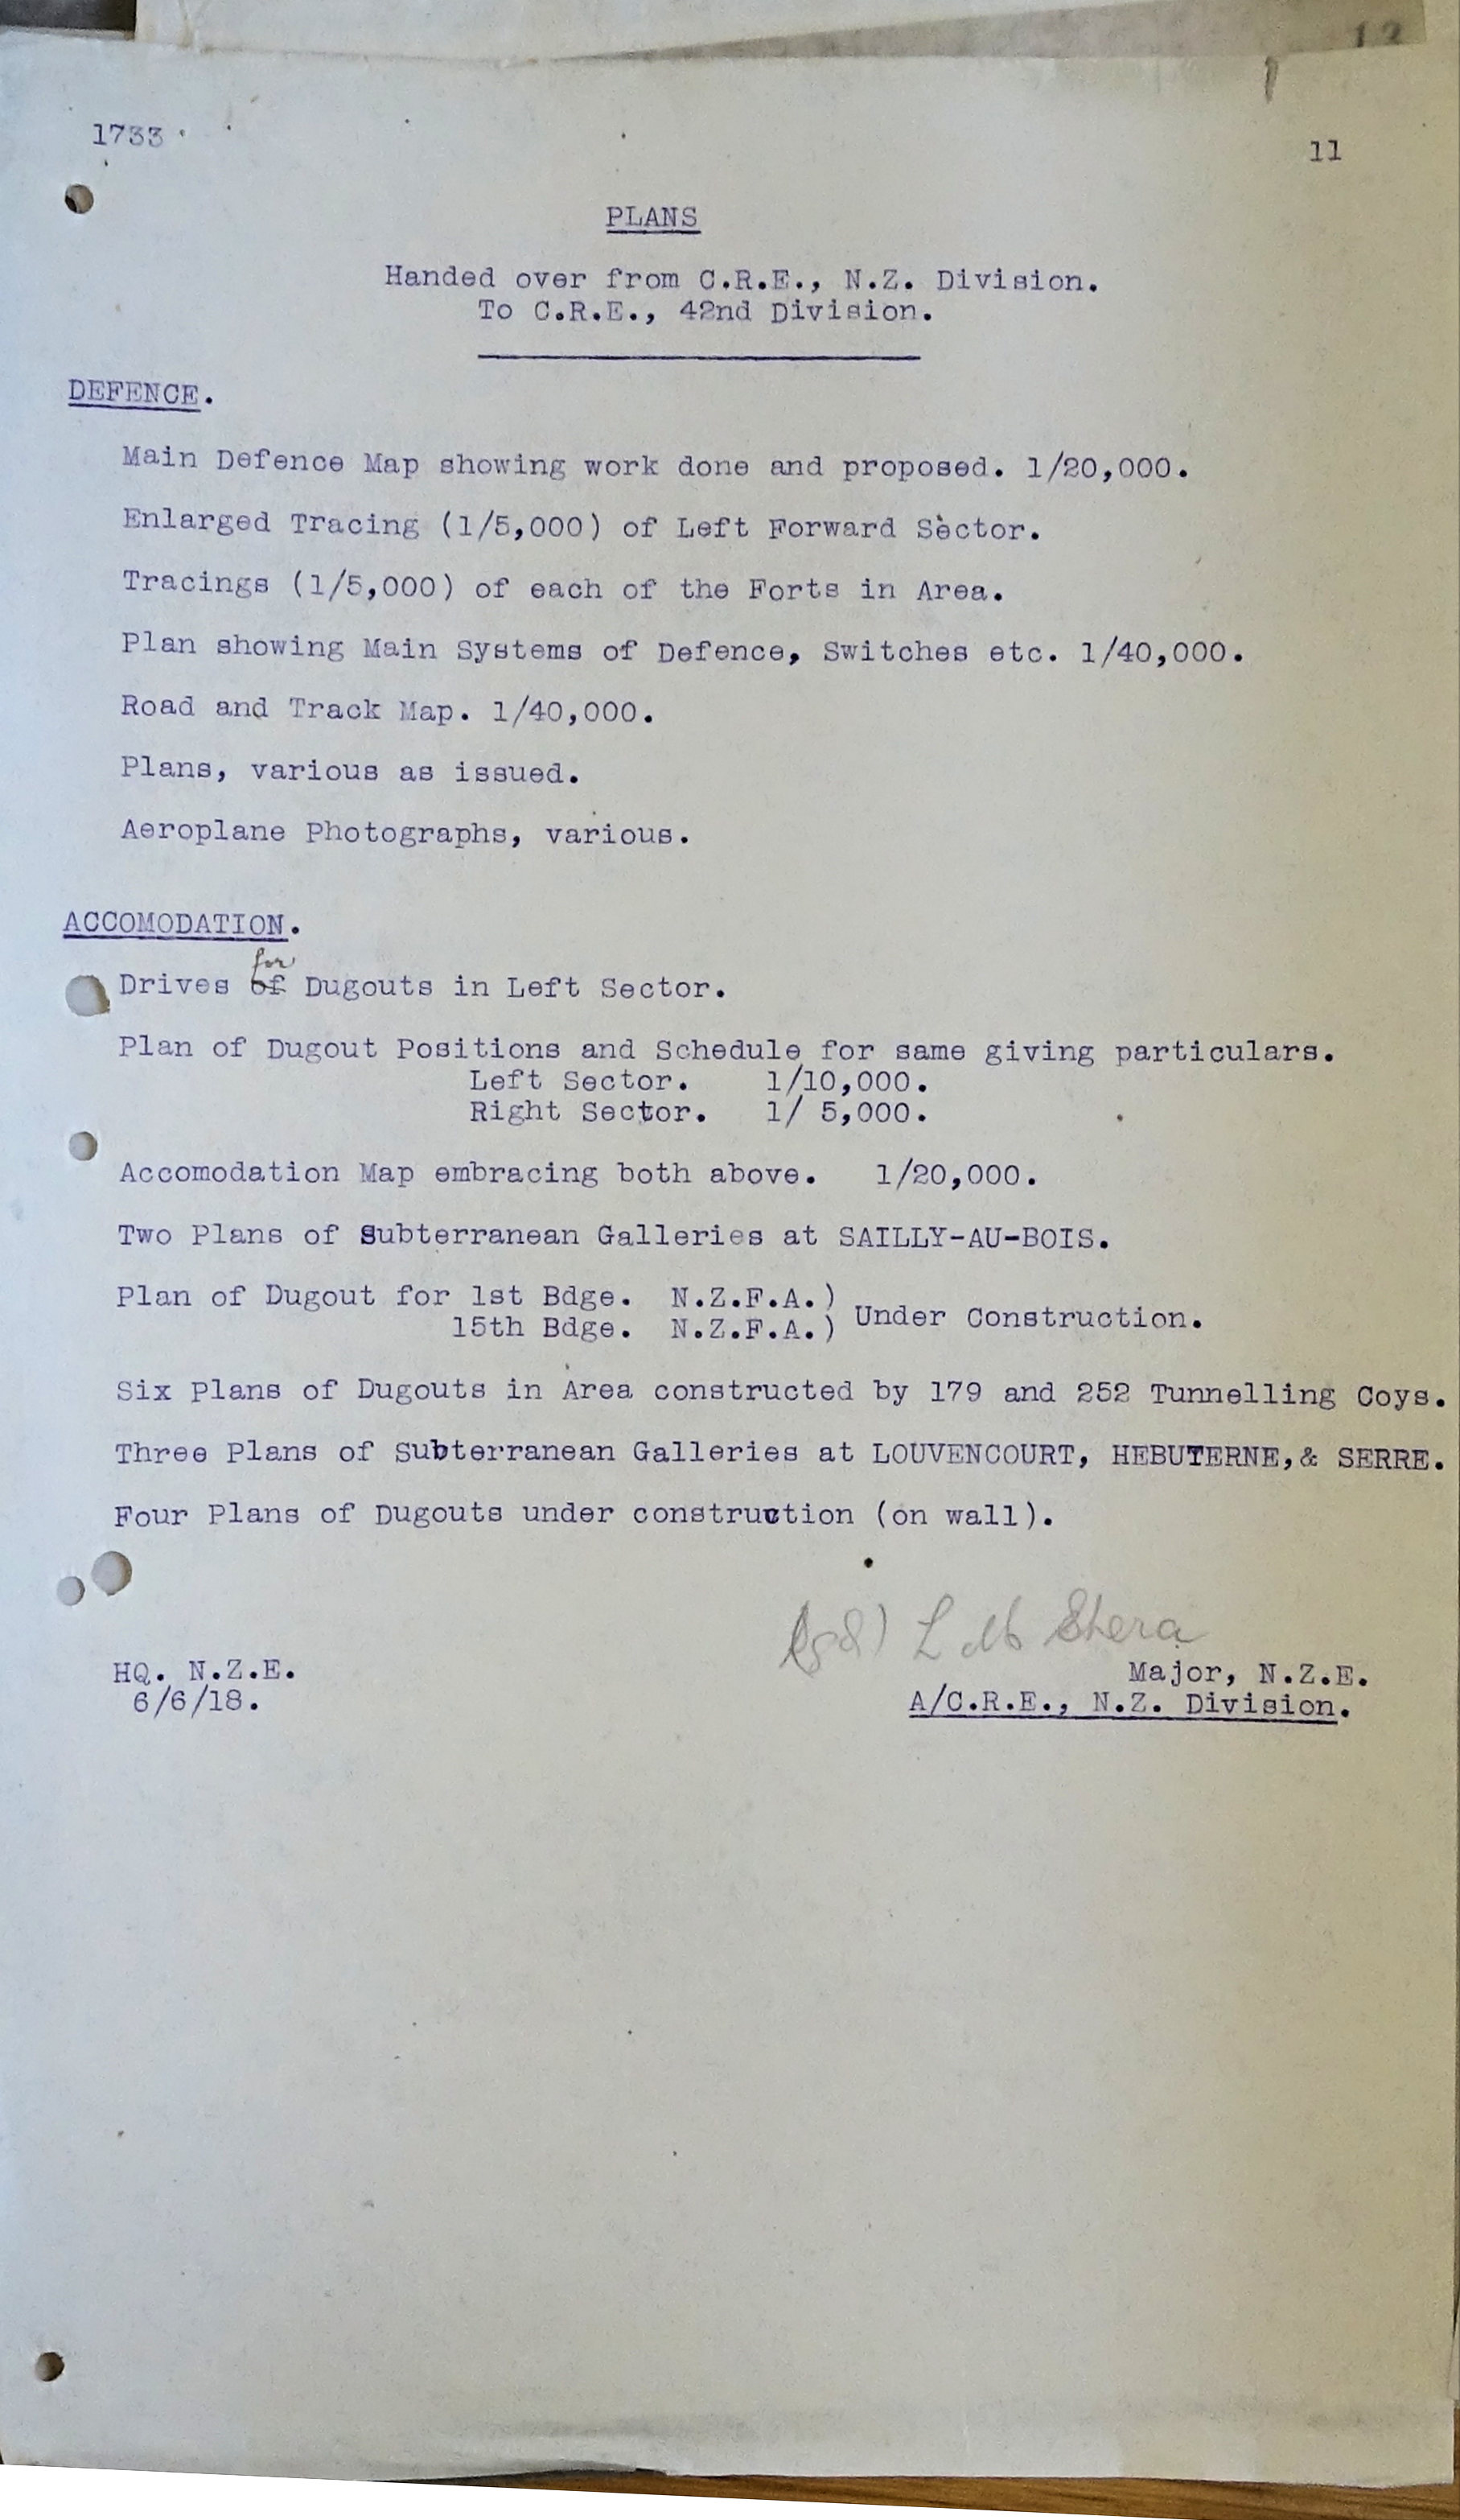 12
1733
11
PLANS
Handed over from C.R.E., N.Z. Division.
To C.R.E., 42nd Division.
DEFENCE.
Main Defence Map showing work done and proposed. 1/20,000.
Enlarged Tracing (1/5,000) of Left Forward Sector.
Tracings (1/5,000) of each of the Forts in Area.
Plan showing Main Systems of Defence, Switches etc. 1/40,000.
Road and Track Map. 1/40,000.
Plans, various as issued.
Aeroplane Photographs, various.
ACCOMODATION.
for
Drives of Dugouts in Left Sector.
Plan of Dugout Positions and Schedule for same giving particulars.
Left Sector. 1/10,000.
Right Sector. 1/ 5,000.
Accomodation Map embracing both above. 1/20,000.
Two Plans of Subterranean Galleries at SAILLY-AU-BOIS.
Plan of Dugout for 1st Bdge. N.Z.F.A.)
15th Bdge. N.Z.F.A.) Under Construction.
Six Plans of Dugouts in Area constructed by 179 and 252 Tunnelling Coys.
Three Plans of Subterranean Galleries at LOUVENCOURT, HEBUTERNE,& SERRE.
Four Plans of Dugouts under construction (on wall).
(sgd) L M Shera
HQ. N.Z.E. Major, N.Z.E.
6/6/18. A/C.R.E., N.Z. Division.